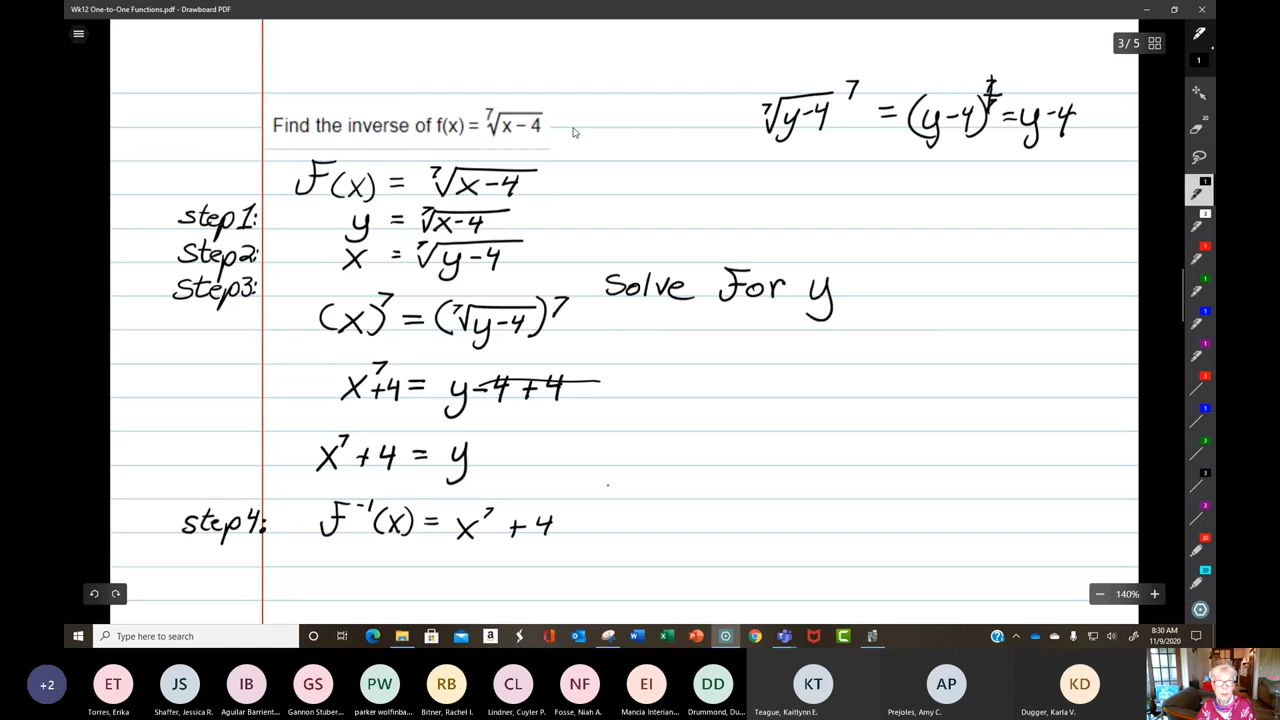 Wk12 One-to-One Functions.pdf - Drawboard PDF
3 / 5
Find the inverse of f(x) = ⁷√x − 4
⁷√y-4 ⁷ = (y-4)^7/7 = y-4
F(x) = ⁷√x-4
step1: y = ⁷√x-4
step2: x = ⁷√y-4
step3: Solve For y
(x)⁷ = (⁷√y-4)⁷
x⁷+4 = y-4+4
x⁷+4 = y
step4: F⁻¹(x) = x⁷ +4
140%
Type here to search
8:30 AM
11/9/2020
+2 ET JS IB GS PW RB CL NF EI DD KT AP KD
Torres, Erika Shaffer, Jessica R. Aguilar Barrient... Gannon Stuber... parker wolfinba... Bitner, Rachel I. Lindner, Cuyler P. Fosse, Niah A. Mancia Interian... Drummond, Du... Teague, Kaitlynn E. Prejoles, Amy C. Dugger, Karla V.